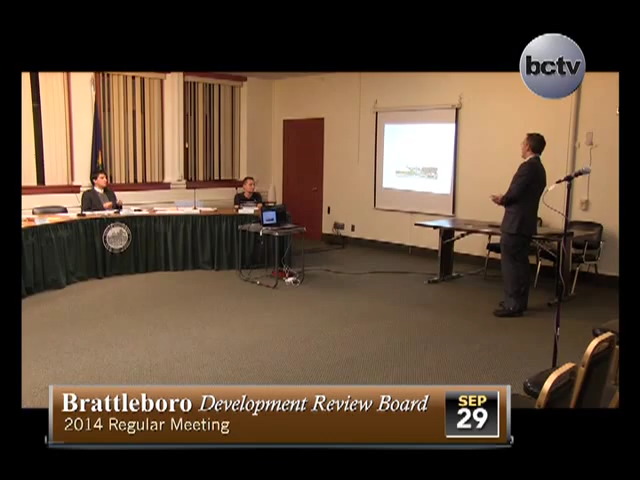 bctv
Brattleboro Development Review Board
2014 Regular Meeting
SEP
29